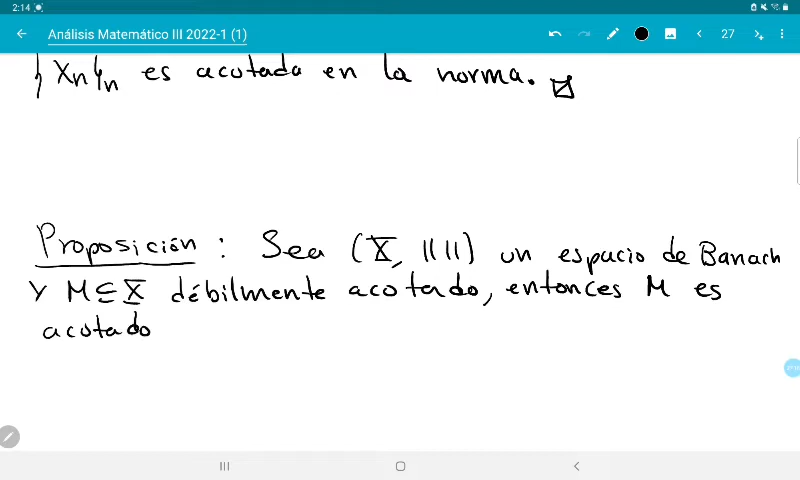 2:14
Análisis Matemático III 2022-1 (1)
27
{Xn}n es acotada en la norma.
Proposición: Sea (X, || ||) un espacio de Banach
y M ⊆ X débilmente acotado, entonces M es
acotado